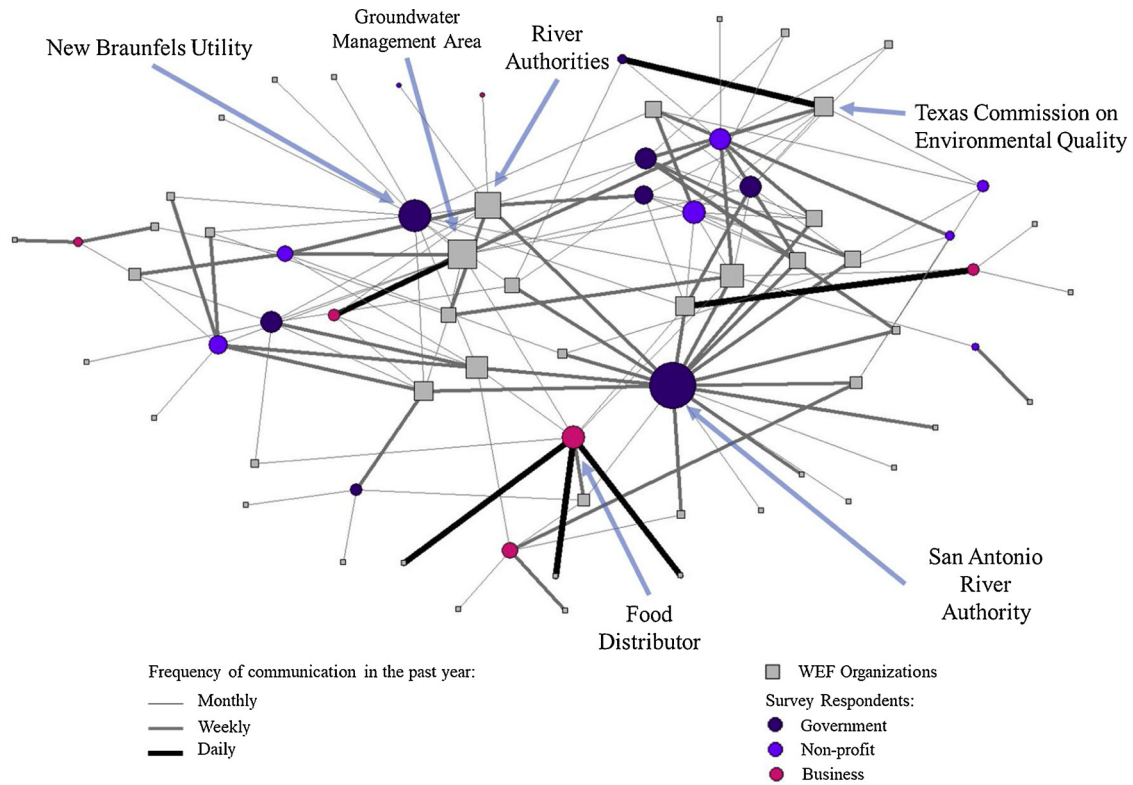 New Braunfels Utility
Groundwater
Management Area
River
Authorities
Texas Commission on
Environmental Quality
San Antonio
River
Authority
Food
Distributor
Frequency of communication in the past year:
Monthly
Weekly
Daily
WEF Organizations
Survey Respondents:
Government
Non-profit
Business